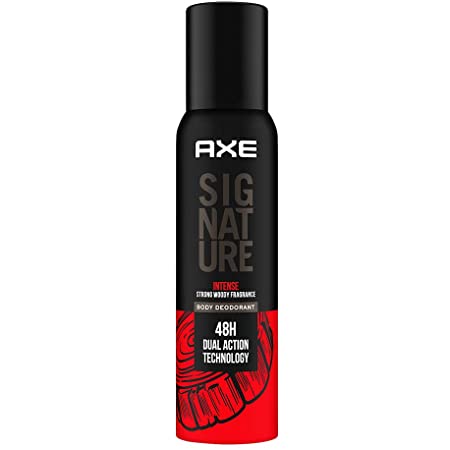 AXE
SIG
NAT
URE
INTENSE
STRONG WOODY FRAGRANCE
BODY DEODORANT
48H
DUAL ACTION
TECHNOLOGY